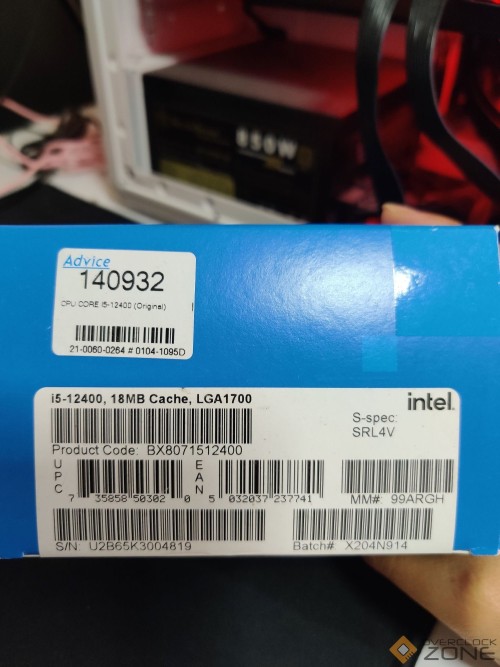 850W
Advice
140932
CPU CORE I5-12400 (Original)
21-0060-0264 # 0104-1095D
i5-12400, 18MB Cache, LGA1700
intel.
S-spec:
SRL4V
Product Code: BX8071512400
UPC
7 35858 50302 0
EAN
5 032037 237741
MM# 99ARGH
S/N: U2B65K3004819
Batch# X204N914
OVERCLOCK
ZONE